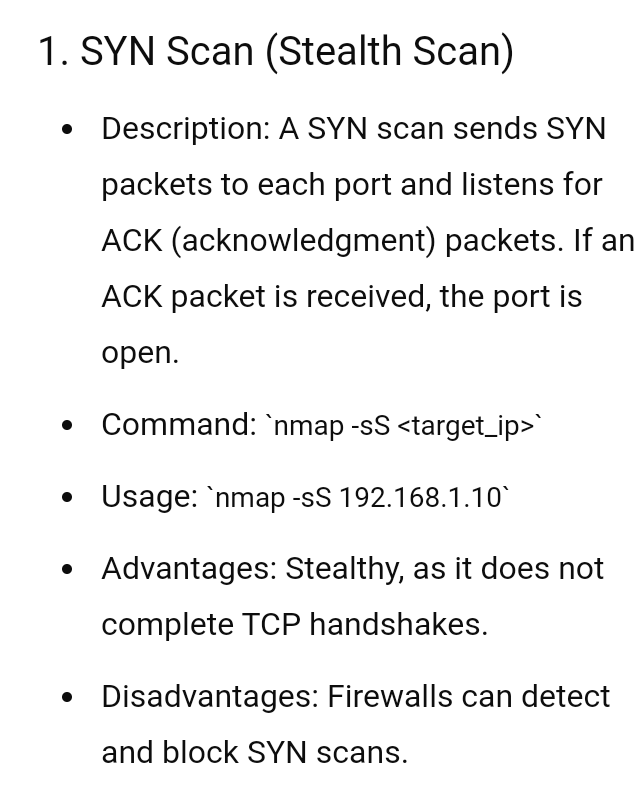 1. SYN Scan (Stealth Scan)
• Description: A SYN scan sends SYN
packets to each port and listens for
ACK (acknowledgment) packets. If an
ACK packet is received, the port is
open.
• Command: `nmap -sS <target_ip>`
• Usage: `nmap -sS 192.168.1.10`
• Advantages: Stealthy, as it does not
complete TCP handshakes.
• Disadvantages: Firewalls can detect
and block SYN scans.